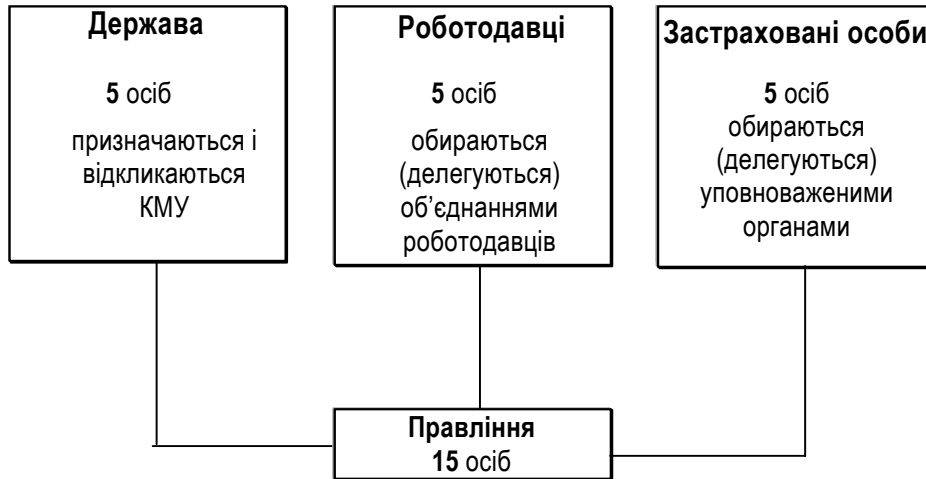 Держава
5 осіб
призначаються і
відкликаються
КМУ
Роботодавці
5 осіб
обираються
(делегуються)
об’єднаннями
роботодавців
Застраховані особи
5 осіб
обираються
(делегуються)
уповноваженими
органами
Правління
15 осіб